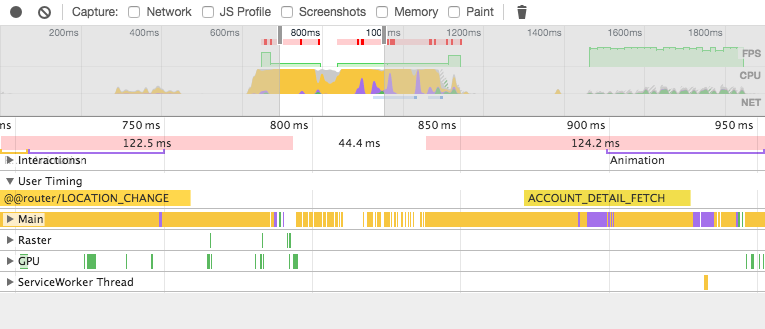 Capture: Network JS Profile Screenshots Memory Paint
200ms 400ms 600ms 800ms 100 1200ms 1400ms 1600ms 1800ms
FPS
CPU
NET
ms 750 ms 800 ms 850 ms 900 ms 950 ms
122.5 ms 44.4 ms 124.2 ms
Interactions Animation
User Timing
@@router/LOCATION_CHANGE ACCOUNT_DETAIL_FETCH
Main
Raster
GPU
ServiceWorker Thread